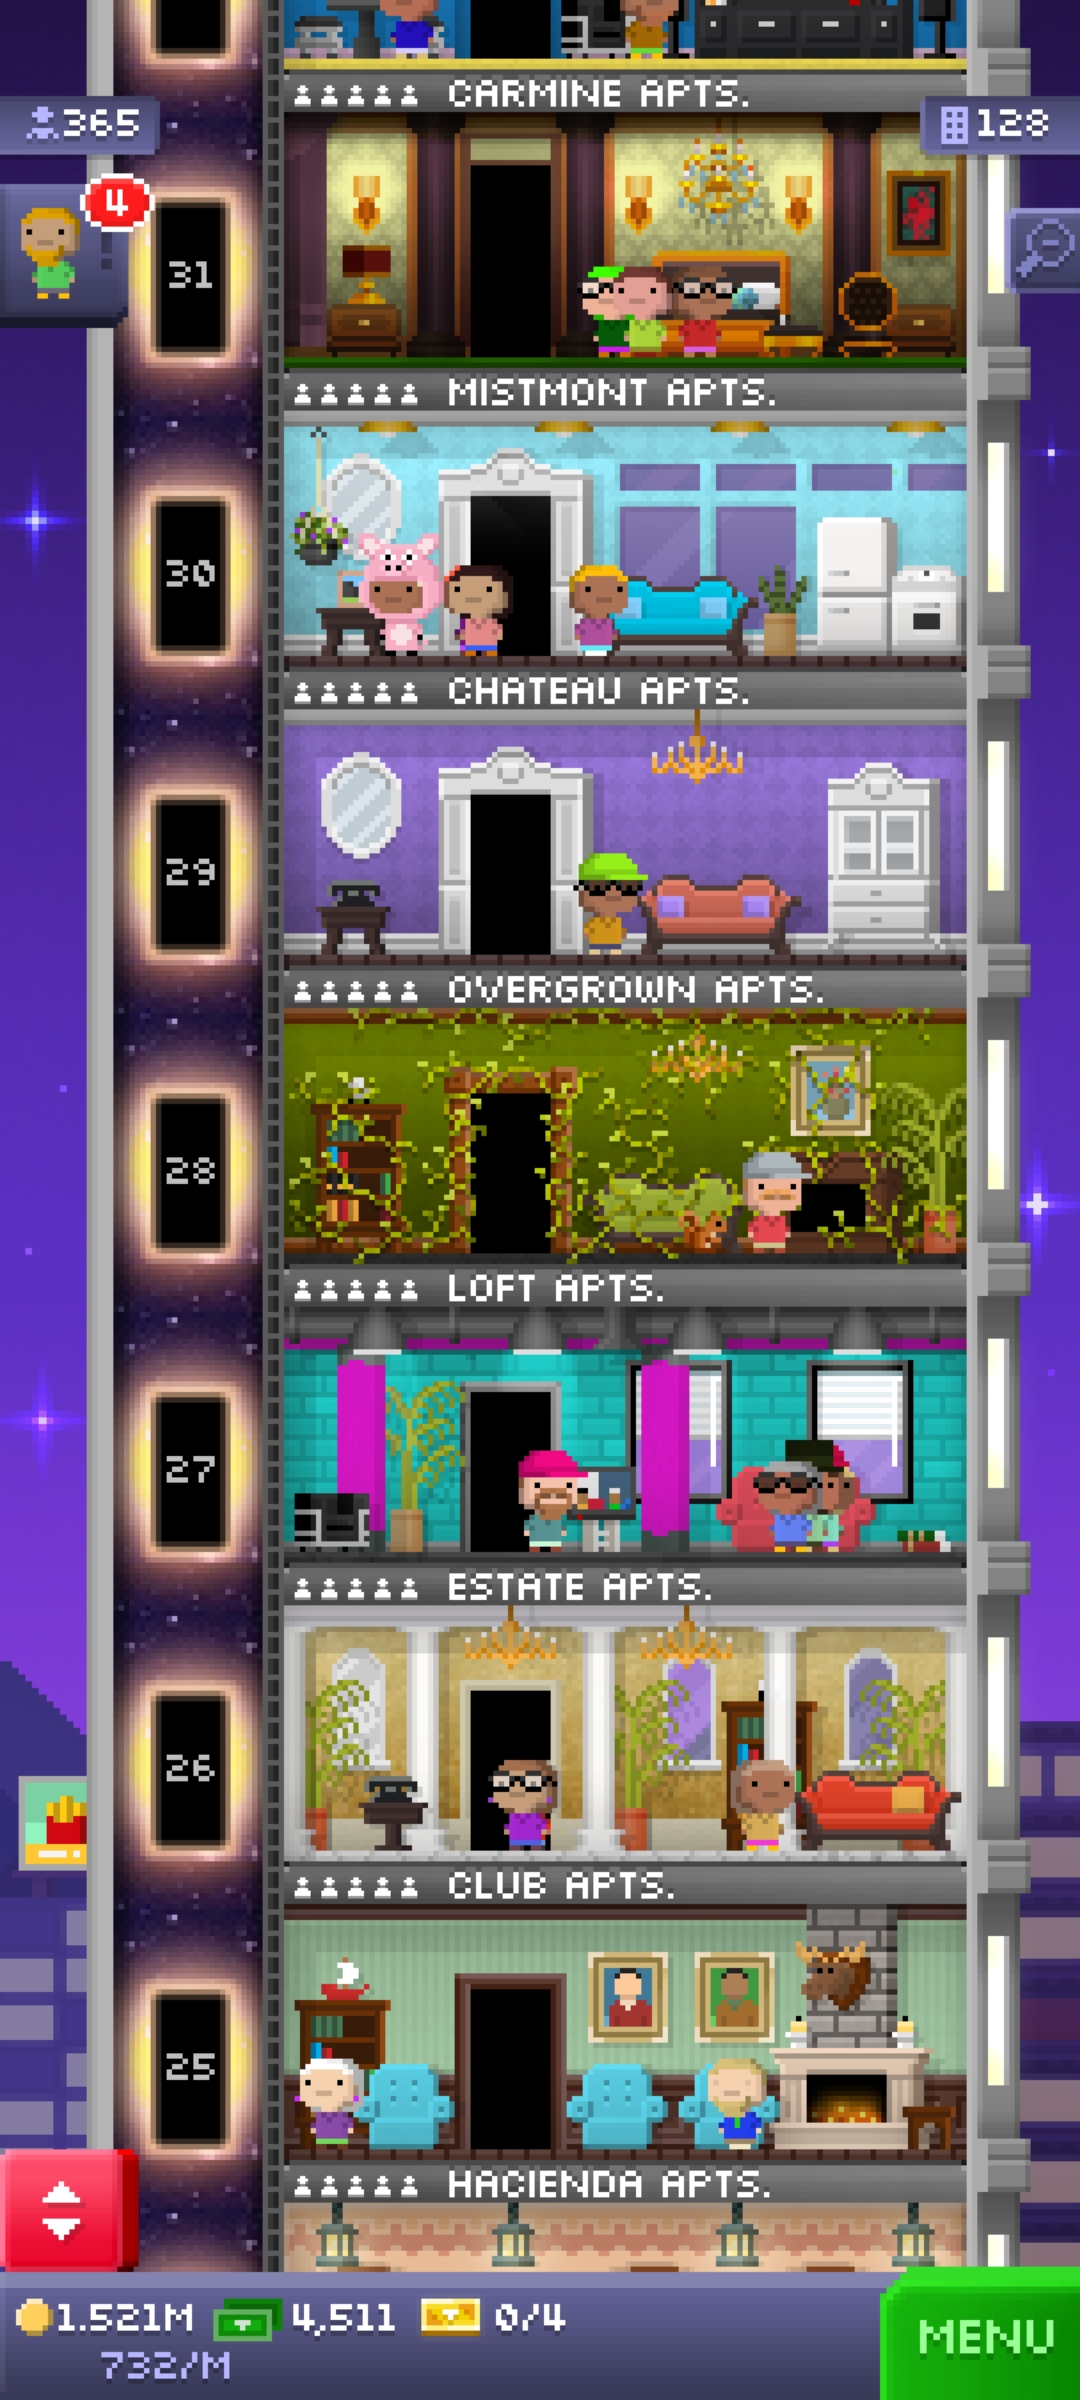 CARMINE APTS.
365
128
4
31
MISTMONT APTS.
30
CHATEAU APTS.
29
OVERGROWN APTS.
28
LOFT APTS.
27
ESTATE APTS.
26
CLUB APTS.
25
HACIENDA APTS.
1.521M 4,511 0/4
732/M
MENU